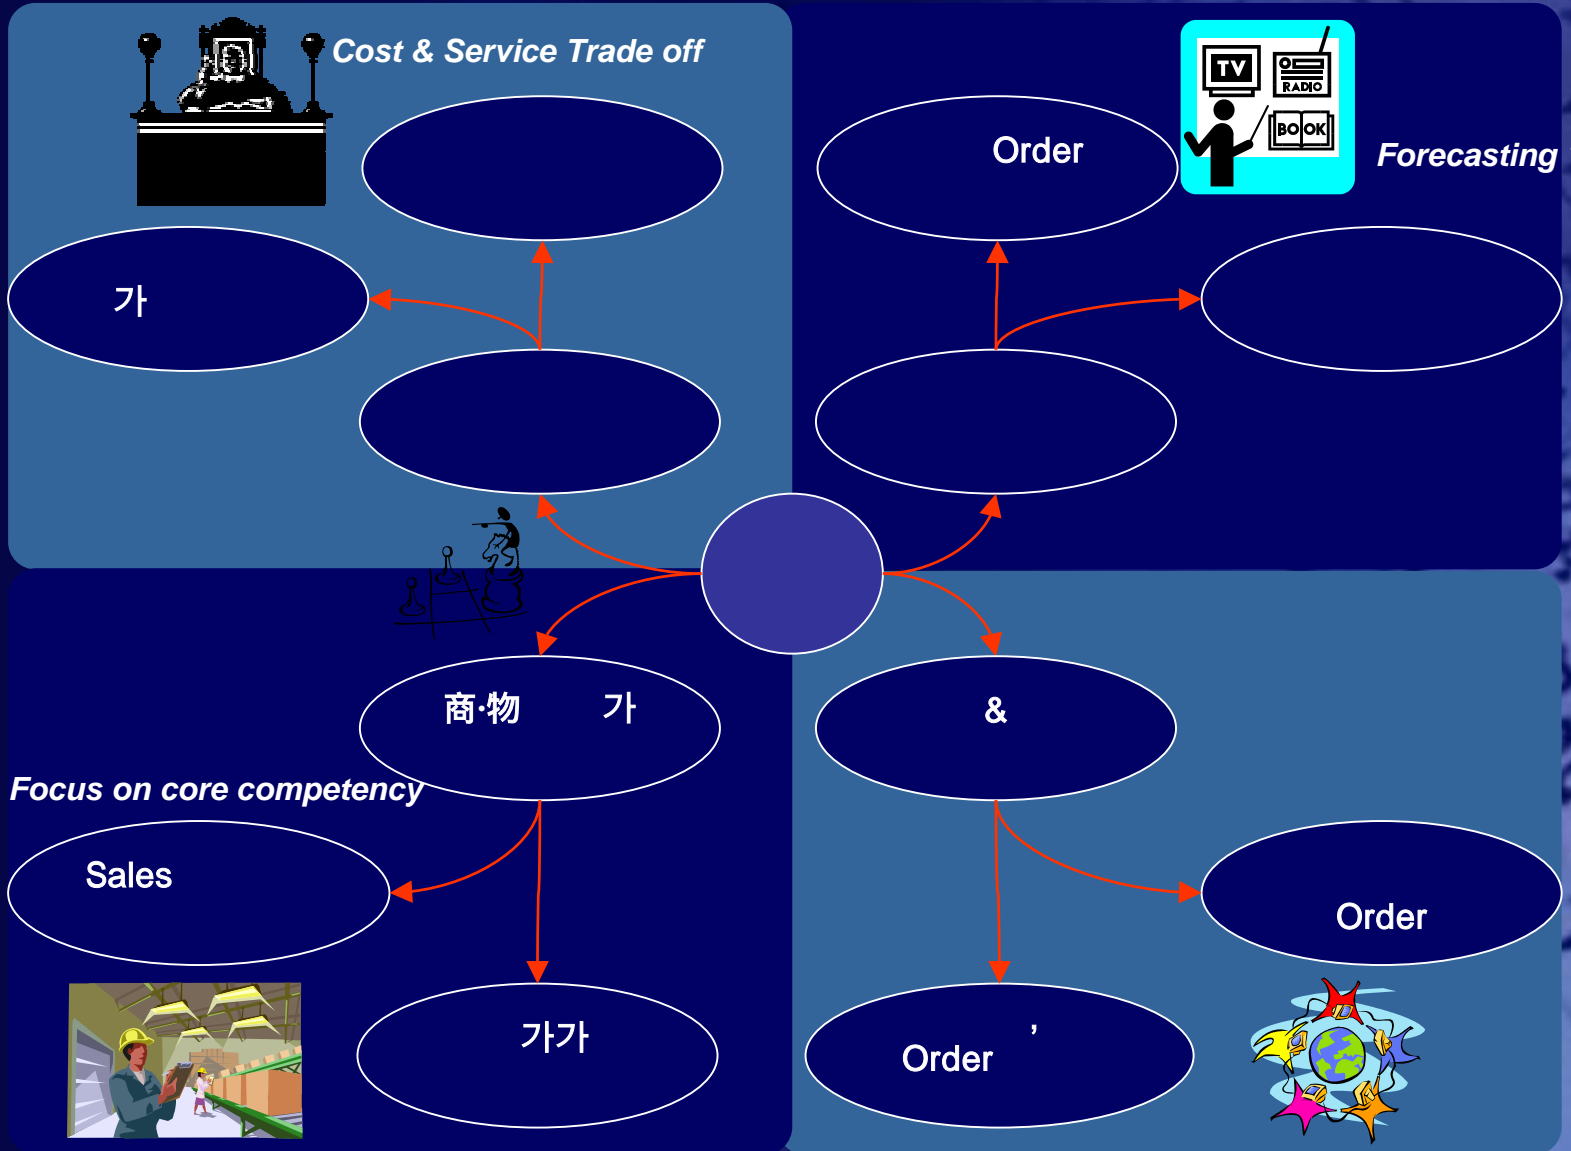 Cost & Service Trade off
가
Order
TV
RADIO
BOOK
Forecasting
商·物 가
Focus on core competency
Sales
가가
&
Order
,
Order